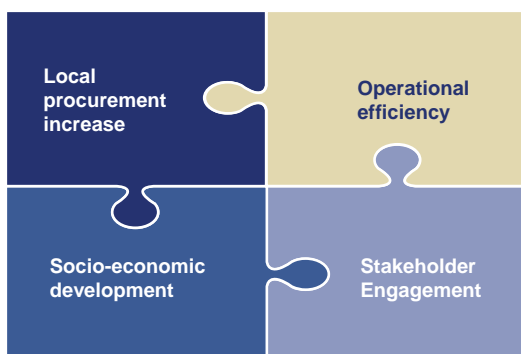 Local
procurement
increase
Operational
efficiency
Socio-economic
development
Stakeholder
Engagement